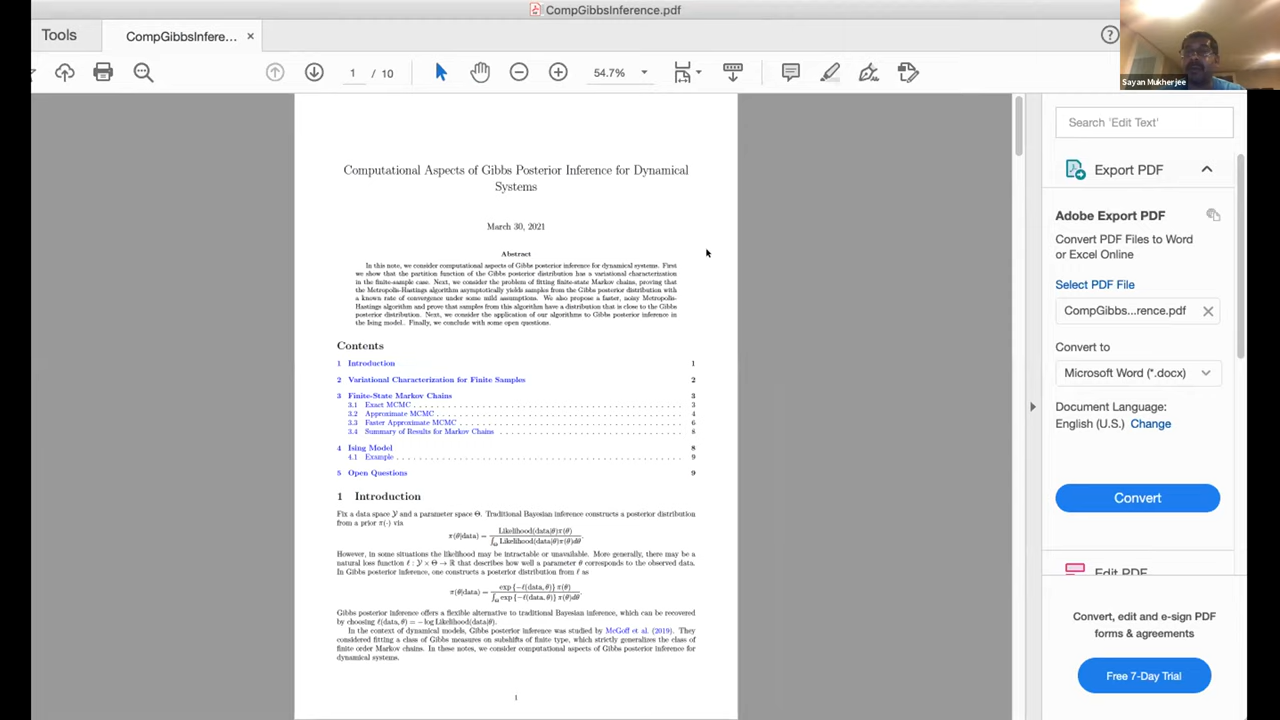 CompGibbsInference.pdf
Tools
CompGibbsInfere... ×
?
Sayan Mukherjee
1 / 10
54.7%
Computational Aspects of Gibbs Posterior Inference for Dynamical
Systems
March 30, 2021
Abstract
In this note, we consider computational aspects of Gibbs posterior inference for dynamical systems. First
we show that the partition function of the Gibbs posterior distribution has a variational characterization
in the finite-sample case. Next, we consider the problem of fitting finite-state Markov chains, proving that
the Metropolis-Hastings algorithm asymptotically yields samples from the Gibbs posterior distribution with
a known rate of convergence under some mild assumptions. We also propose a faster, noisy Metropolis-
Hastings algorithm and prove that samples from this algorithm have a distribution that is close to the Gibbs
posterior distribution. Next, we consider the application of our algorithms to Gibbs posterior inference in
the Ising model. Finally, we conclude with some open questions.
Contents
1 Introduction 1
2 Variational Characterization for Finite Samples 2
3 Finite-State Markov Chains 3
3.1 Exact MCMC . . . . . . . . . . 3
3.2 Approximate MCMC . . . . . . . . . . 4
3.3 Faster Approximate MCMC . . . . . . . . . . 6
3.4 Summary of Results for Markov Chains . . . . . . . . . . 8
4 Ising Model 8
4.1 Example . . . . . . . . . . 9
5 Open Questions 9
1 Introduction
Fix a data space 𝒴 and a parameter space Θ. Traditional Bayesian inference constructs a posterior distribution
from a prior π(·) via
π(θ|data) = Likelihood(data|θ)π(θ) / ∫Θ Likelihood(data|θ)π(θ)dθ
However, in some situations the likelihood may be intractable or unavailable. More generally, there may be a
natural loss function ℓ : 𝒴 × Θ → ℝ that describes how well a parameter θ corresponds to the observed data.
In Gibbs posterior inference, one constructs a posterior distribution from ℓ as
π(θ|data) = exp {−ℓ(data, θ)} π(θ) / ∫Θ exp {−ℓ(data, θ)} π(θ)dθ
Gibbs posterior inference offers a flexible alternative to traditional Bayesian inference, which can be recovered
by choosing ℓ(data, θ) = − log Likelihood(data|θ).
In the context of dynamical models, Gibbs posterior inference was studied by McGoff et al. (2019). They
considered fitting a class of Gibbs measures on subshifts of finite type, which strictly generalizes the class of
finite order Markov chains. In these notes, we consider computational aspects of Gibbs posterior inference for
dynamical systems.
1
Search 'Edit Text'
Export PDF
Adobe Export PDF
Convert PDF Files to Word
or Excel Online
Select PDF File
CompGibbs...rence.pdf ×
Convert to
Microsoft Word (*.docx)
Document Language:
English (U.S.) Change
Convert
Edit PDF
Convert, edit and e-sign PDF
forms & agreements
Free 7-Day Trial